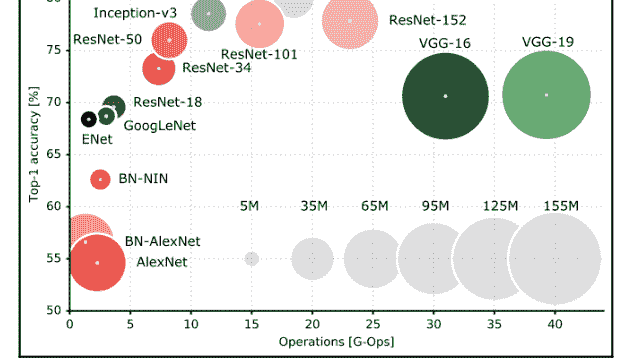 Inception-v3
ResNet-152
ResNet-50
ResNet-101
VGG-16
VGG-19
75
ResNet-34
70
ResNet-18
GoogLeNet
ENet
65
BN-NIN
60
5M 35M 65M 95M 125M 155M
BN-AlexNet
55
AlexNet
50
0 5 10 15 20 25 30 35 40
Operations [G-Ops]
Top-1 accuracy [%]